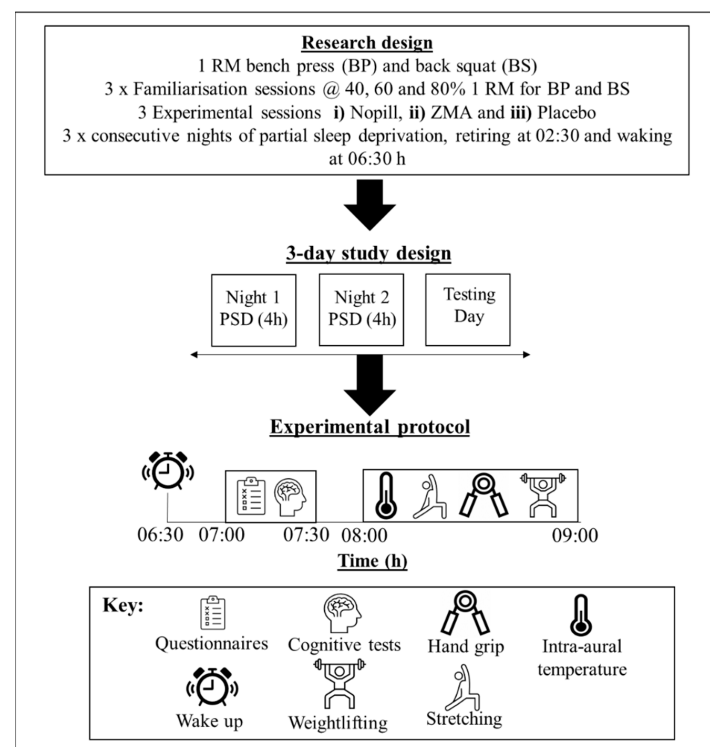 Research design
1 RM bench press (BP) and back squat (BS)
3 x Familiarisation sessions @ 40, 60 and 80% 1 RM for BP and BS
3 Experimental sessions i) Nopill, ii) ZMA and iii) Placebo
3 x consecutive nights of partial sleep deprivation, retiring at 02:30 and waking
at 06:30 h
3-day study design
Night 1
PSD (4h)
Night 2
PSD (4h)
Testing
Day
Experimental protocol
06:30 07:00 07:30 08:00 09:00
Time (h)
Key:
Questionnaires
Cognitive tests
Hand grip
Intra-aural
temperature
Wake up
Weightlifting
Stretching